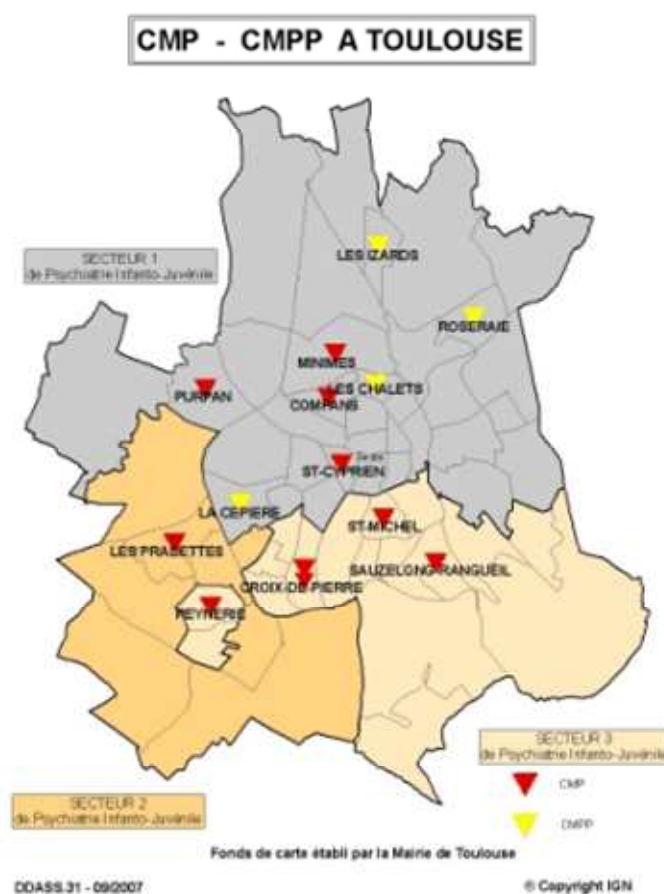 CMP - CMPP A TOULOUSE
LES IZARDS
SECTEUR 1
de Psychiatrie Infanto-Juvénile
ROSERAIE
MINIMES
PURPAN
LES CHALETS
COMPANS
ST-CYPRIEN
LA CEPIERE
ST-MICHEL
LES PRADETTES
SAUZELONG-RANGUEIL
CROIX-DE-PIERRE
REYNERIE
SECTEUR 3
de Psychiatrie Infanto-Juvénile
CMP
SECTEUR 2
de Psychiatrie Infanto-Juvénile
CMPP
Fonds de carte établi par la Mairie de Toulouse
DDASS.31 - 09/2007
© Copyright IGN